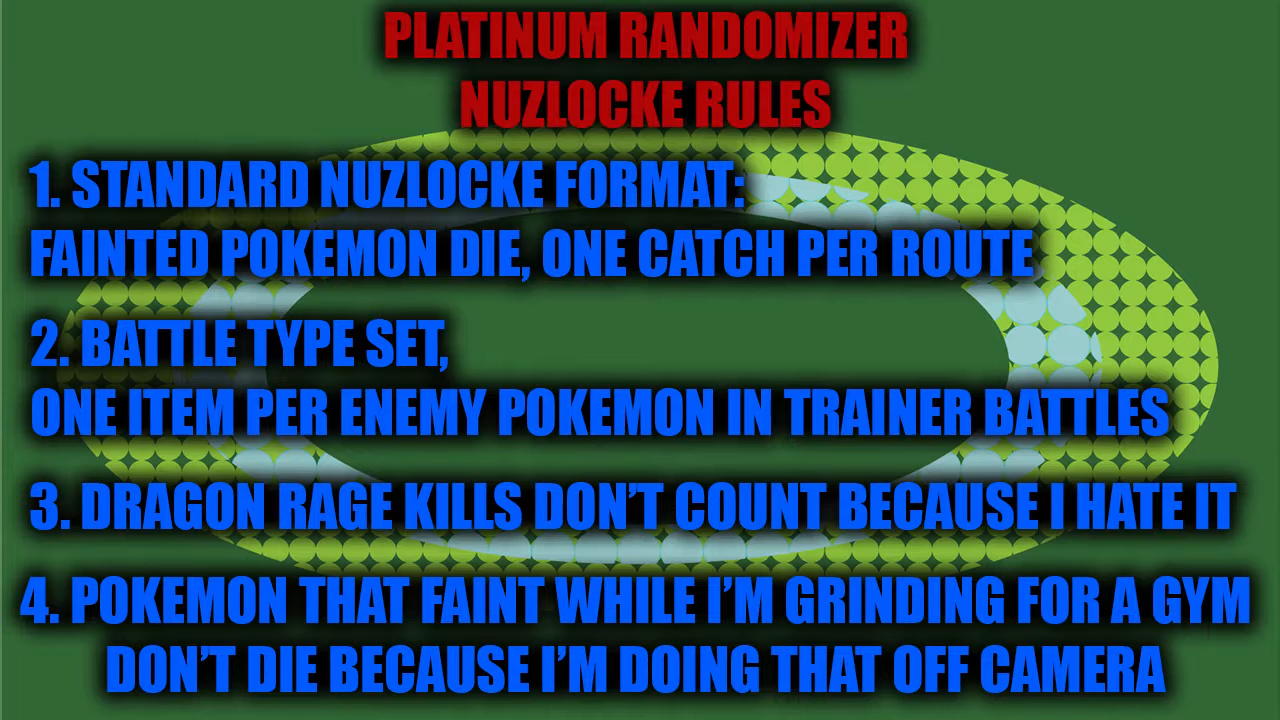 PLATINUM RANDOMIZER
NUZLOCKE RULES
1. STANDARD NUZLOCKE FORMAT:
FAINTED POKEMON DIE, ONE CATCH PER ROUTE
2. BATTLE TYPE SET,
ONE ITEM PER ENEMY POKEMON IN TRAINER BATTLES
3. DRAGON RAGE KILLS DON'T COUNT BECAUSE I HATE IT
4. POKEMON THAT FAINT WHILE I'M GRINDING FOR A GYM
DON'T DIE BECAUSE I'M DOING THAT OFF CAMERA